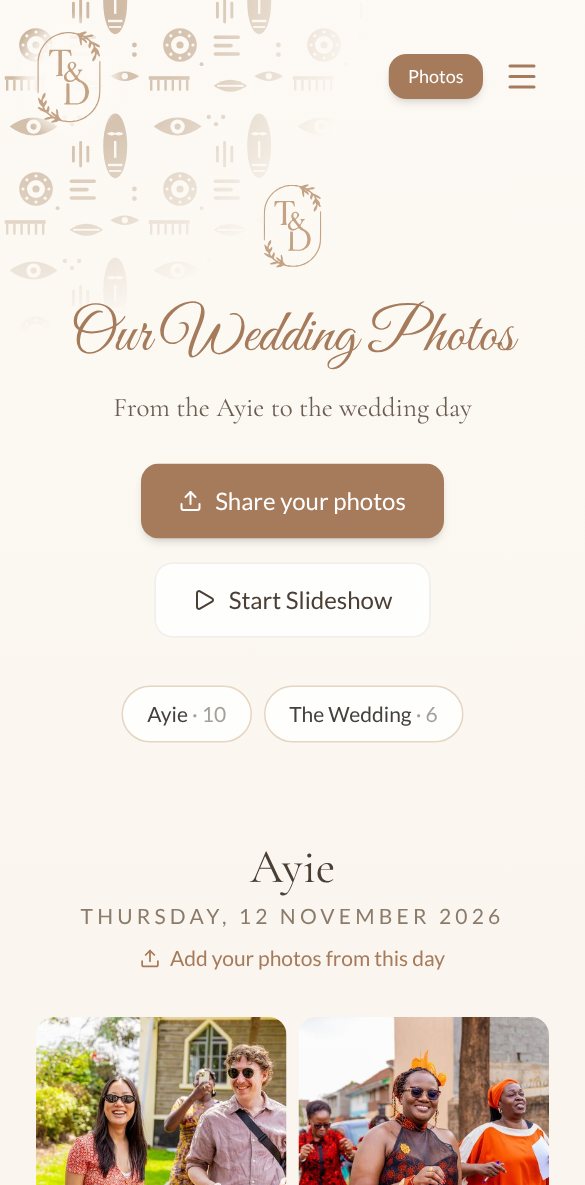 T&D
Photos
T&D
Our Wedding Photos
From the Ayie to the wedding day
Share your photos
Start Slideshow
Ayie · 10
The Wedding · 6
Ayie
THURSDAY, 12 NOVEMBER 2026
Add your photos from this day